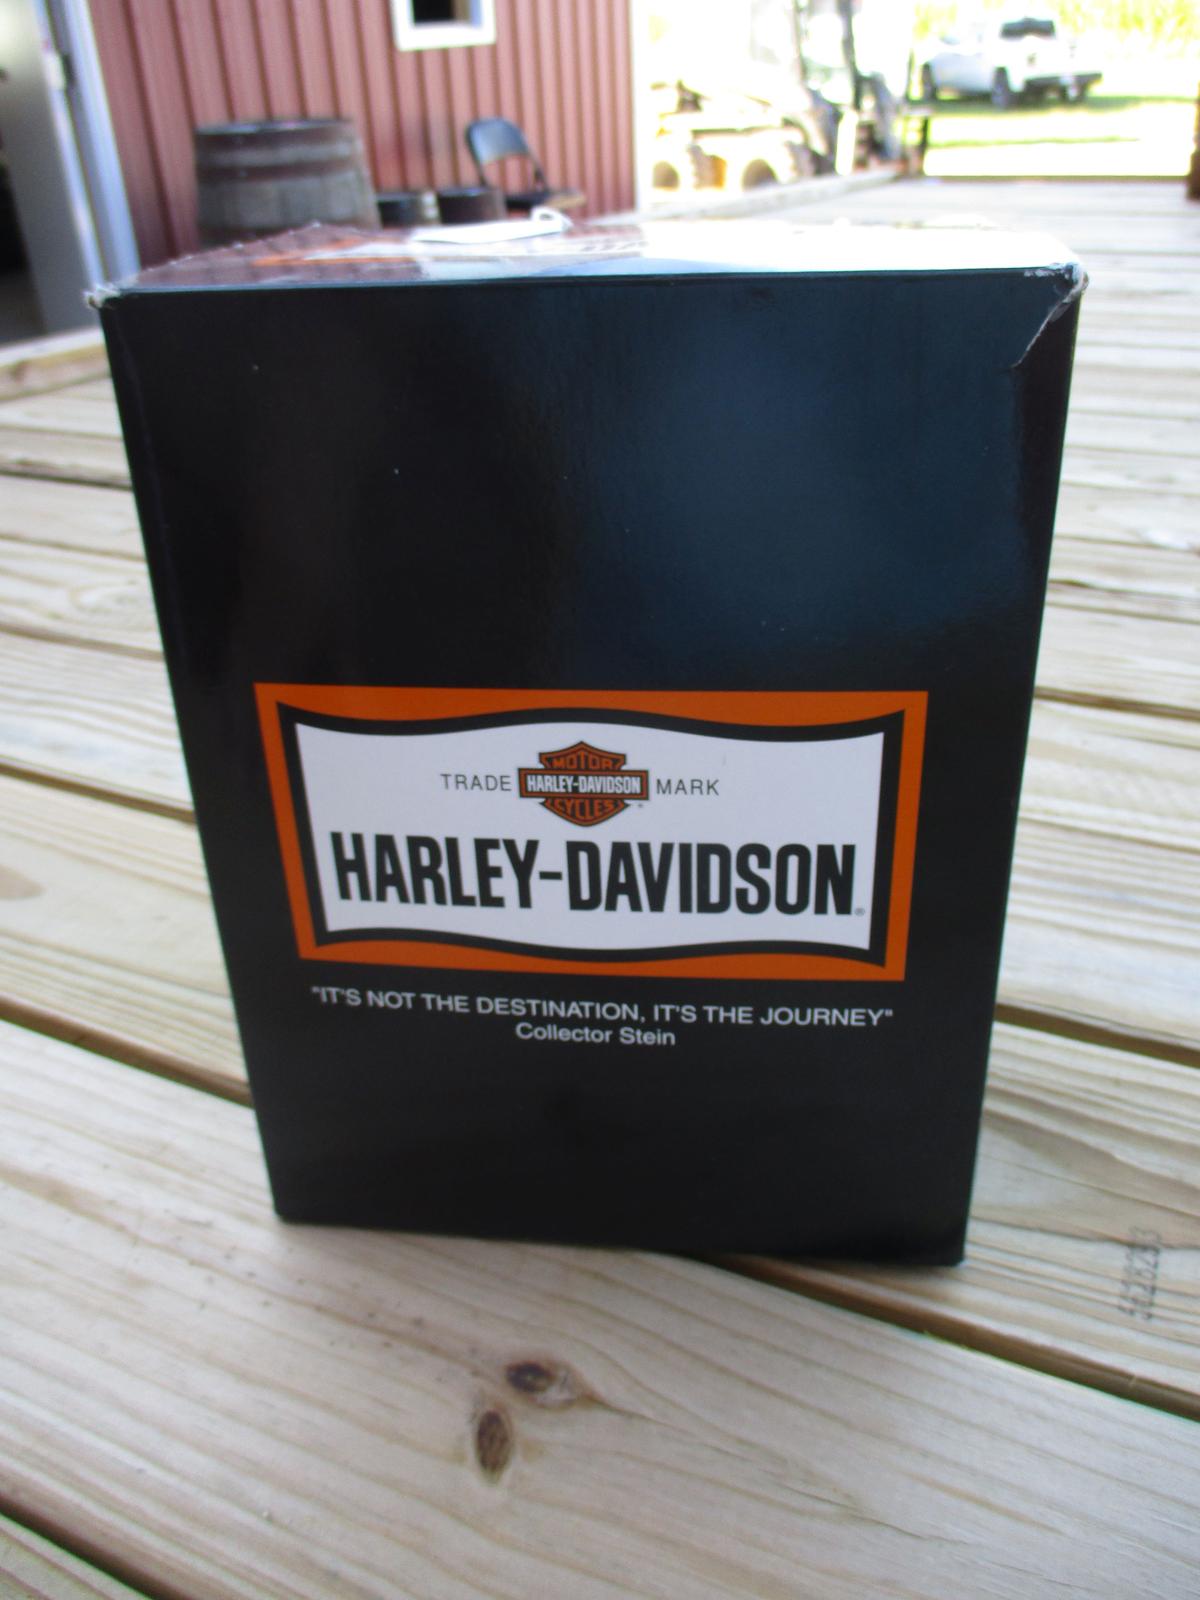 TRADE MARK
MOTOR
HARLEY-DAVIDSON
CYCLES
HARLEY-DAVIDSON®
"IT'S NOT THE DESTINATION, IT'S THE JOURNEY"
Collector Stein